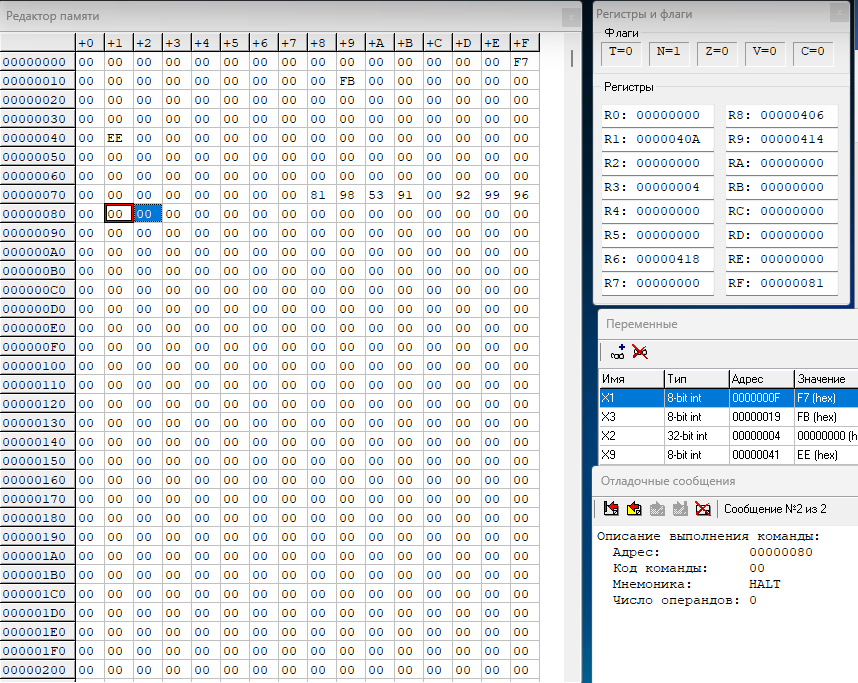 Редактор памяти
+0 +1 +2 +3 +4 +5 +6 +7 +8 +9 +A +B +C +D +E +F
00000000 00 00 00 00 00 00 00 00 00 00 00 00 00 00 00 F7
00000010 00 00 00 00 00 00 00 00 00 FB 00 00 00 00 00 00
00000020 00 00 00 00 00 00 00 00 00 00 00 00 00 00 00 00
00000030 00 00 00 00 00 00 00 00 00 00 00 00 00 00 00 00
00000040 00 EE 00 00 00 00 00 00 00 00 00 00 00 00 00 00
00000050 00 00 00 00 00 00 00 00 00 00 00 00 00 00 00 00
00000060 00 00 00 00 00 00 00 00 00 00 00 00 00 00 00 00
00000070 00 00 00 00 00 00 00 00 81 98 53 91 00 92 99 96
00000080 00 00 00 00 00 00 00 00 00 00 00 00 00 00 00 00
00000090 00 00 00 00 00 00 00 00 00 00 00 00 00 00 00 00
000000A0 00 00 00 00 00 00 00 00 00 00 00 00 00 00 00 00
000000B0 00 00 00 00 00 00 00 00 00 00 00 00 00 00 00 00
000000C0 00 00 00 00 00 00 00 00 00 00 00 00 00 00 00 00
000000D0 00 00 00 00 00 00 00 00 00 00 00 00 00 00 00 00
000000E0 00 00 00 00 00 00 00 00 00 00 00 00 00 00 00 00
000000F0 00 00 00 00 00 00 00 00 00 00 00 00 00 00 00 00
00000100 00 00 00 00 00 00 00 00 00 00 00 00 00 00 00 00
00000110 00 00 00 00 00 00 00 00 00 00 00 00 00 00 00 00
00000120 00 00 00 00 00 00 00 00 00 00 00 00 00 00 00 00
00000130 00 00 00 00 00 00 00 00 00 00 00 00 00 00 00 00
00000140 00 00 00 00 00 00 00 00 00 00 00 00 00 00 00 00
00000150 00 00 00 00 00 00 00 00 00 00 00 00 00 00 00 00
00000160 00 00 00 00 00 00 00 00 00 00 00 00 00 00 00 00
00000170 00 00 00 00 00 00 00 00 00 00 00 00 00 00 00 00
00000180 00 00 00 00 00 00 00 00 00 00 00 00 00 00 00 00
00000190 00 00 00 00 00 00 00 00 00 00 00 00 00 00 00 00
000001A0 00 00 00 00 00 00 00 00 00 00 00 00 00 00 00 00
000001B0 00 00 00 00 00 00 00 00 00 00 00 00 00 00 00 00
000001C0 00 00 00 00 00 00 00 00 00 00 00 00 00 00 00 00
000001D0 00 00 00 00 00 00 00 00 00 00 00 00 00 00 00 00
000001E0 00 00 00 00 00 00 00 00 00 00 00 00 00 00 00 00
000001F0 00 00 00 00 00 00 00 00 00 00 00 00 00 00 00 00
00000200 00 00 00 00 00 00 00 00 00 00 00 00 00 00 00 00
Регистры и флаги
Флаги
T=0 N=1 Z=0 V=0 C=0
Регистры
R0: 00000000 R8: 00000406
R1: 0000040A R9: 00000414
R2: 00000000 RA: 00000000
R3: 00000004 RB: 00000000
R4: 00000000 RC: 00000000
R5: 00000000 RD: 00000000
R6: 00000418 RE: 00000000
R7: 00000000 RF: 00000081
Переменные
Имя Тип Адрес Значение
X1 8-bit int 0000000F F7 (hex)
X3 8-bit int 00000019 FB (hex)
X2 32-bit int 00000004 00000000 (h
X9 8-bit int 00000041 EE (hex)
Отладочные сообщения
Сообщение №2 из 2
Описание выполнения команды:
Адрес: 00000080
Код команды: 00
Мнемоника: HALT
Число операндов: 0